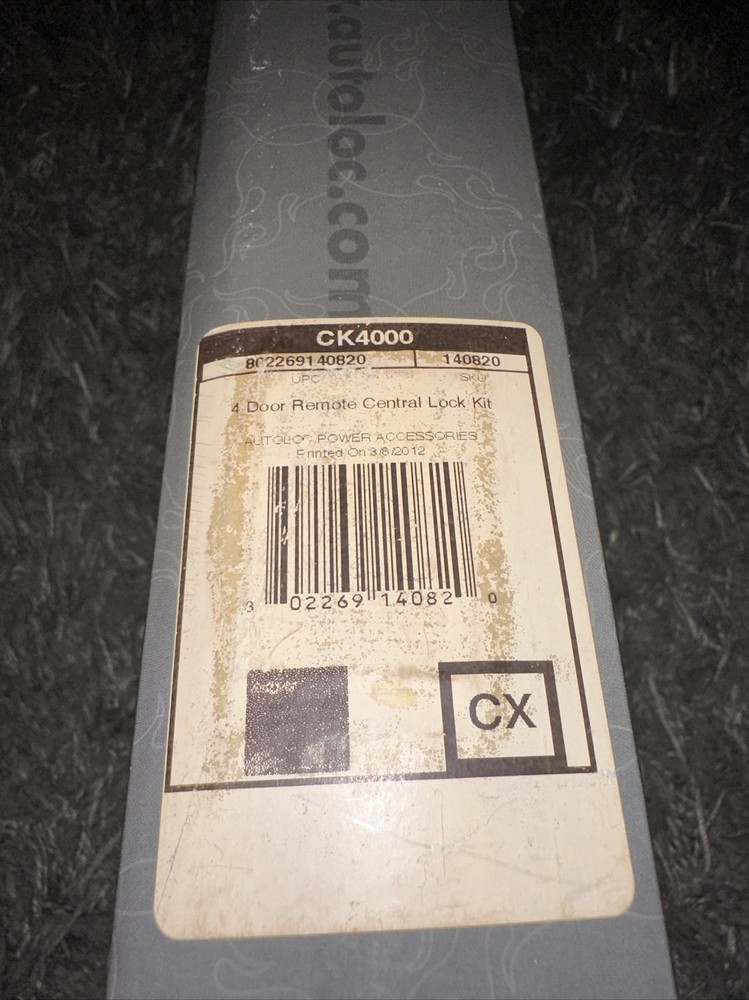 .autoloc.com
CK4000
802269140820 140820
UPC SKU
4 Door Remote Central Lock Kit
AUTOLOC POWER ACCESSORIES
Printed On 3/6/2012
3 02269 14082 0
CX